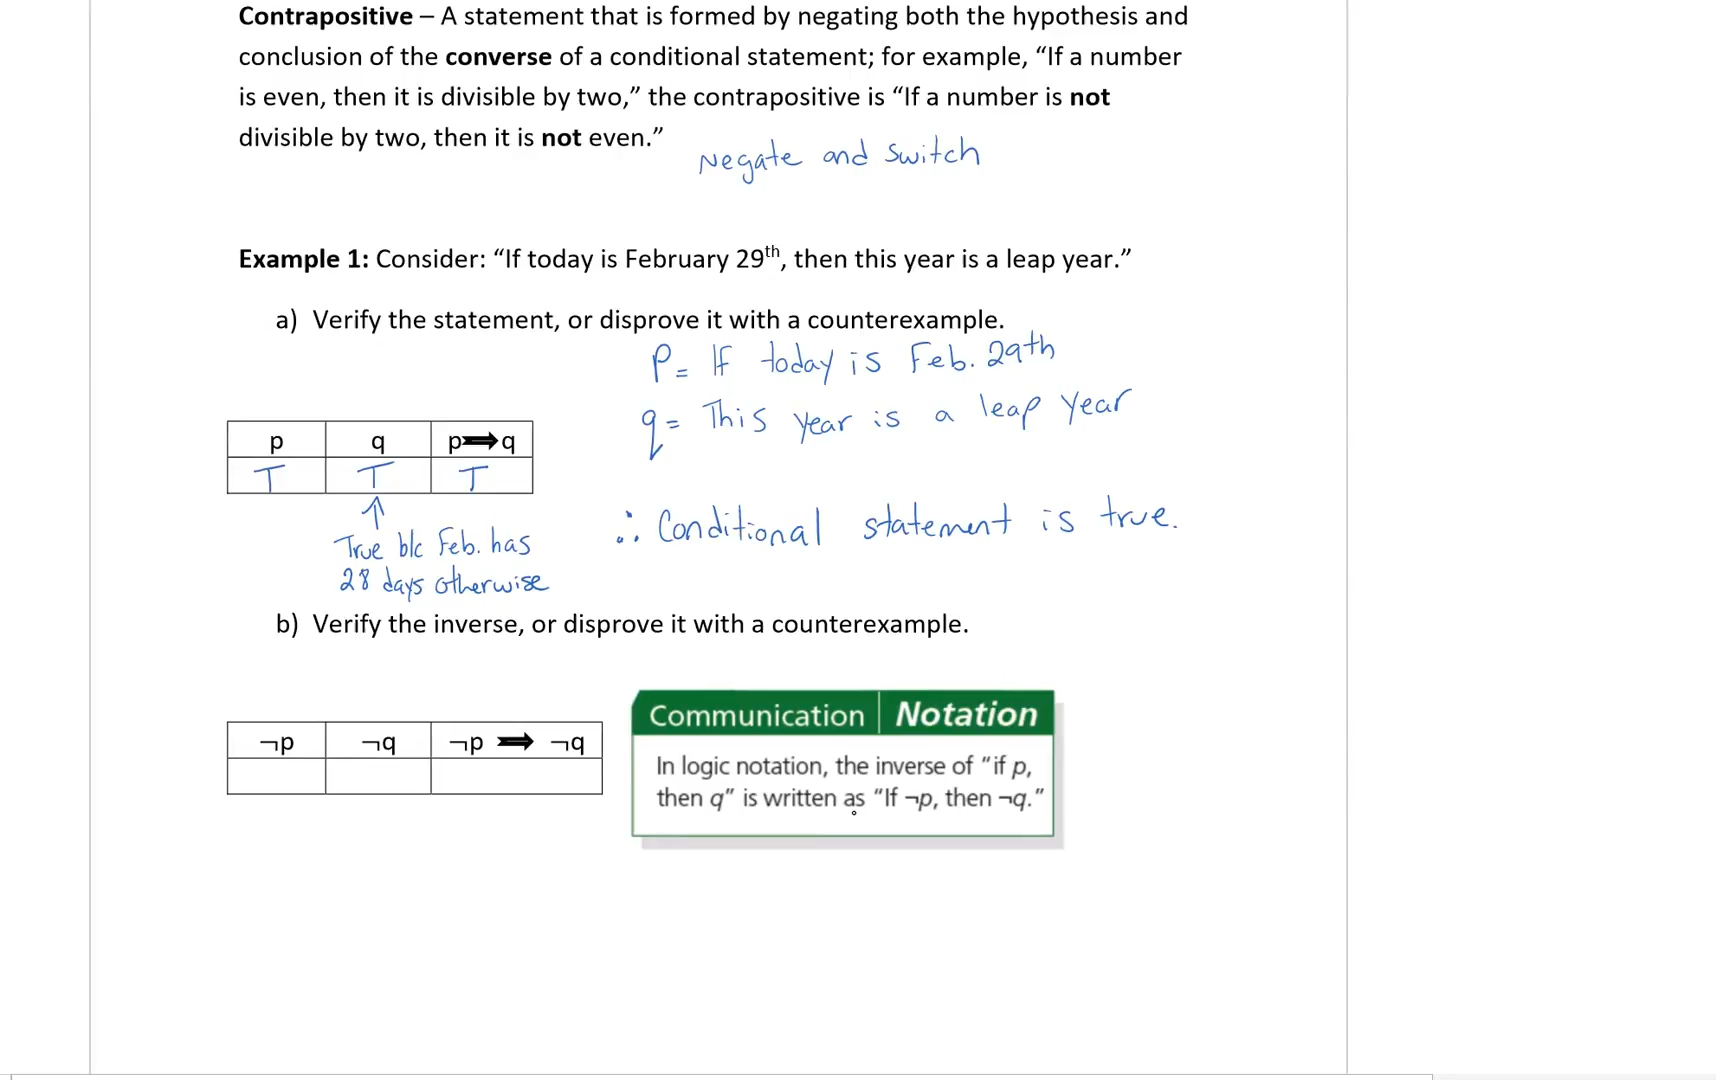 Contrapositive – A statement that is formed by negating both the hypothesis and
conclusion of the converse of a conditional statement; for example, “If a number
is even, then it is divisible by two,” the contrapositive is “If a number is not
divisible by two, then it is not even.”
Negate and switch
Example 1: Consider: “If today is February 29th, then this year is a leap year.”
a) Verify the statement, or disprove it with a counterexample.
P = If today is Feb. 29th
q = This year is a leap year
p q p⟹q
T T T
∴ Conditional statement is true.
↑
True b/c Feb. has
28 days otherwise
b) Verify the inverse, or disprove it with a counterexample.
¬p ¬q ¬p ⟹ ¬q
Communication | Notation
In logic notation, the inverse of “if p,
then q” is written as “If ¬p, then ¬q.”